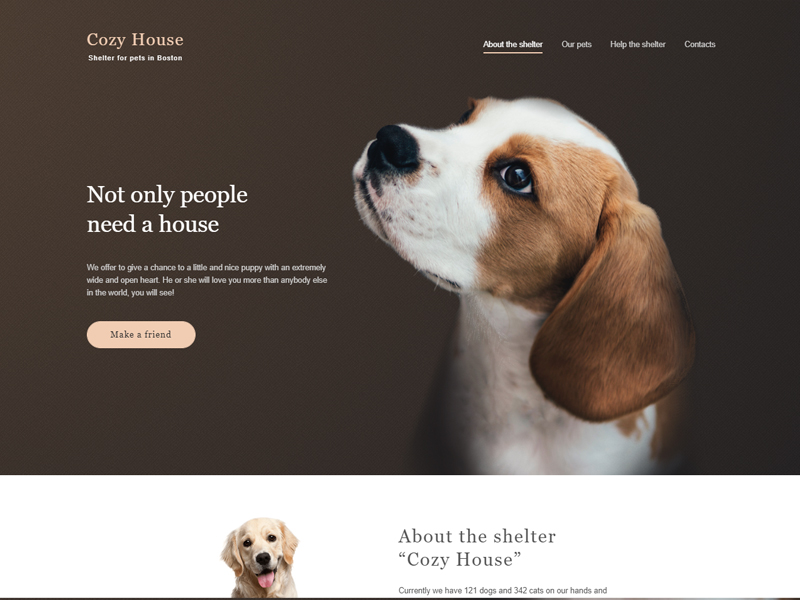 Cozy House
Shelter for pets in Boston
About the shelter
Our pets
Help the shelter
Contacts
Not only people
need a house
We offer to give a chance to a little and nice puppy with an extremely
wide and open heart. He or she will love you more than anybody else
in the world, you will see!
Make a friend
About the shelter
“Cozy House”
Currently we have 121 dogs and 342 cats on our hands and